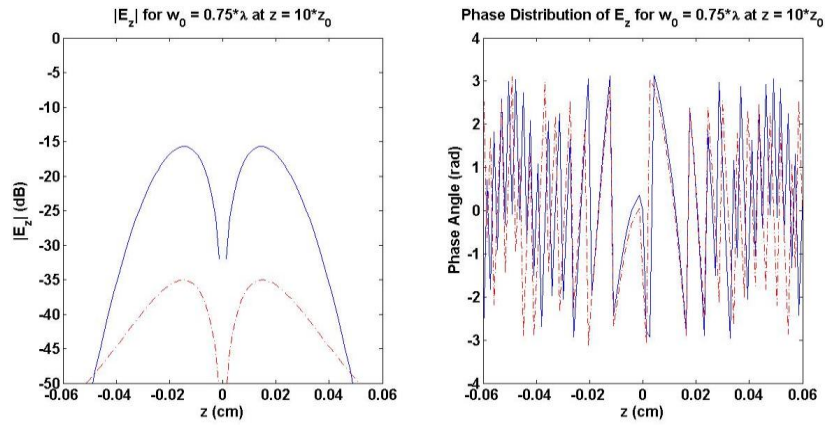 |E_z| for w_0 = 0.75*λ at z = 10*z_0
0
-5
-10
-15
-20
-25
-30
-35
-40
-45
-50
|E_z| (dB)
-0.06 -0.04 -0.02 0 0.02 0.04 0.06
z (cm)
Phase Distribution of E_z for w_0 = 0.75*λ at z = 10*z_0
4
3
2
1
0
-1
-2
-3
-4
Phase Angle (rad)
-0.06 -0.04 -0.02 0 0.02 0.04 0.06
z (cm)